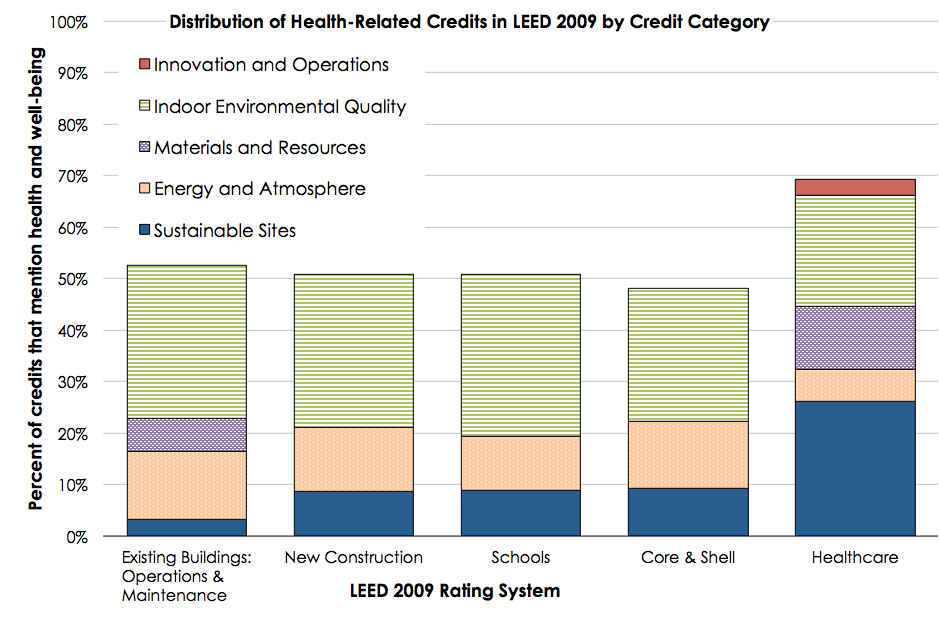 Distribution of Health-Related Credits in LEED 2009 by Credit Category
Percent of credits that mention health and well-being
100%
90%
80%
70%
60%
50%
40%
30%
20%
10%
0%
Innovation and Operations
Indoor Environmental Quality
Materials and Resources
Energy and Atmosphere
Sustainable Sites
Existing Buildings:
Operations &
Maintenance
New Construction
Schools
Core & Shell
Healthcare
LEED 2009 Rating System